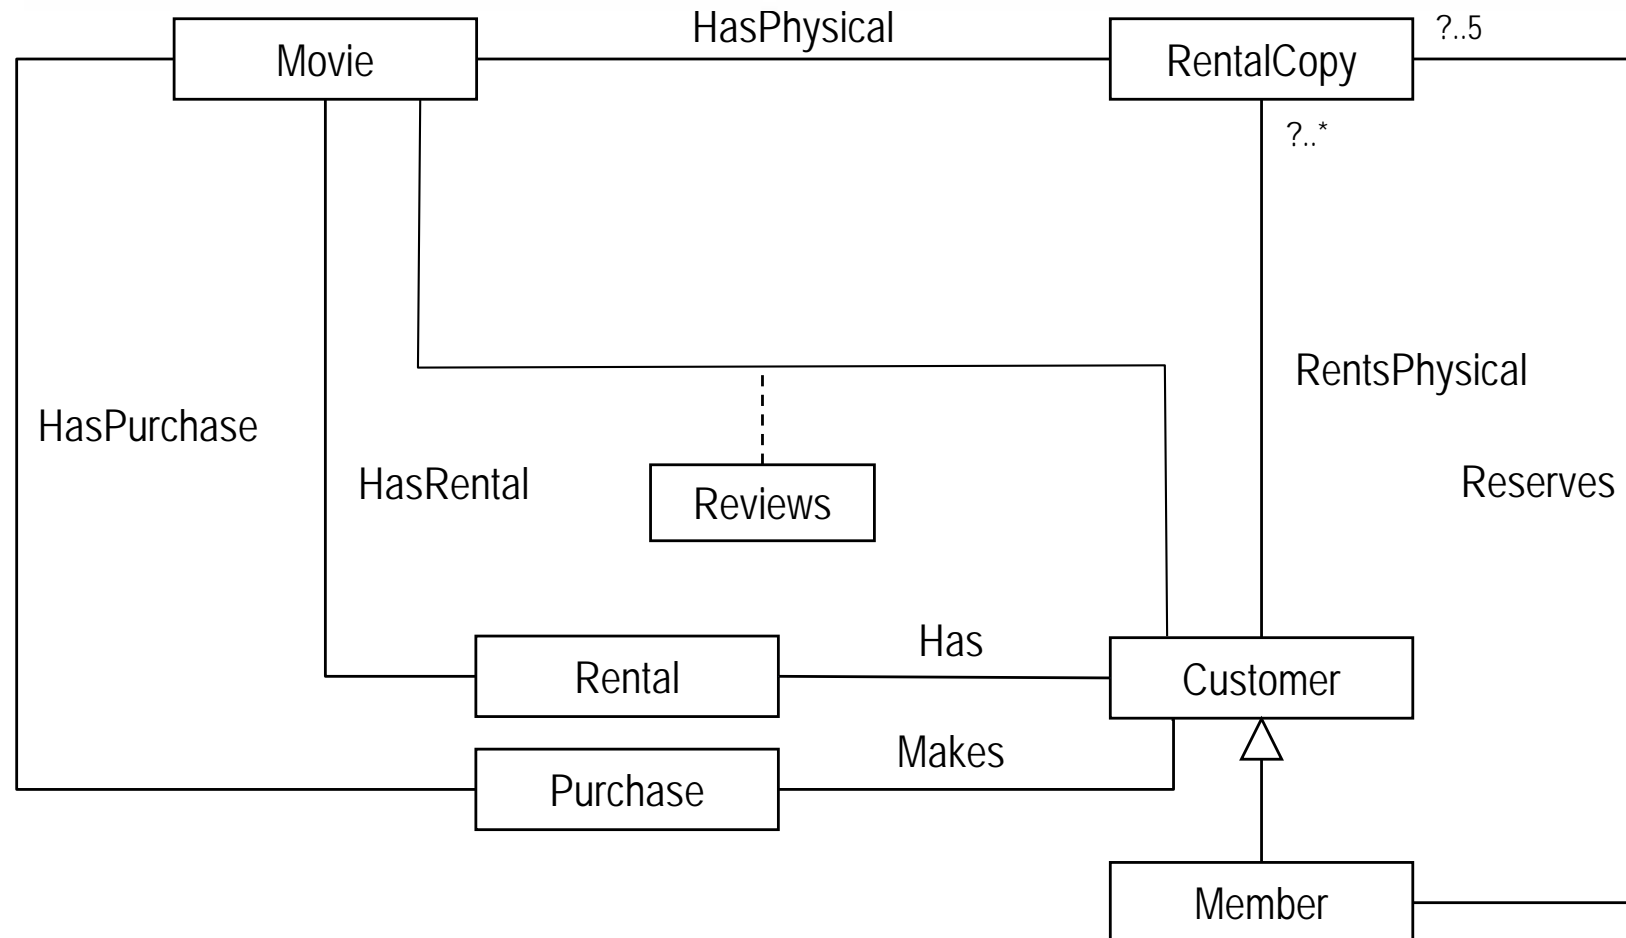 HasPhysical
?..5
Movie
RentalCopy
?..*
RentsPhysical
HasPurchase
HasRental
Reserves
Reviews
Has
Rental
Customer
Makes
Purchase
Member